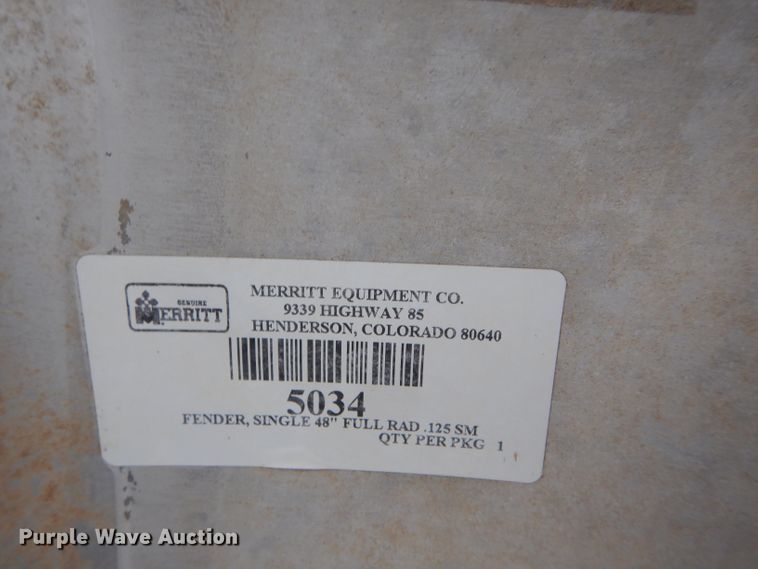 GENUINE
MERRITT
MERRITT EQUIPMENT CO.
9339 HIGHWAY 85
HENDERSON, COLORADO 80640
5034
FENDER, SINGLE 48" FULL RAD .125 SM
QTY PER PKG 1
Purple Wave Auction